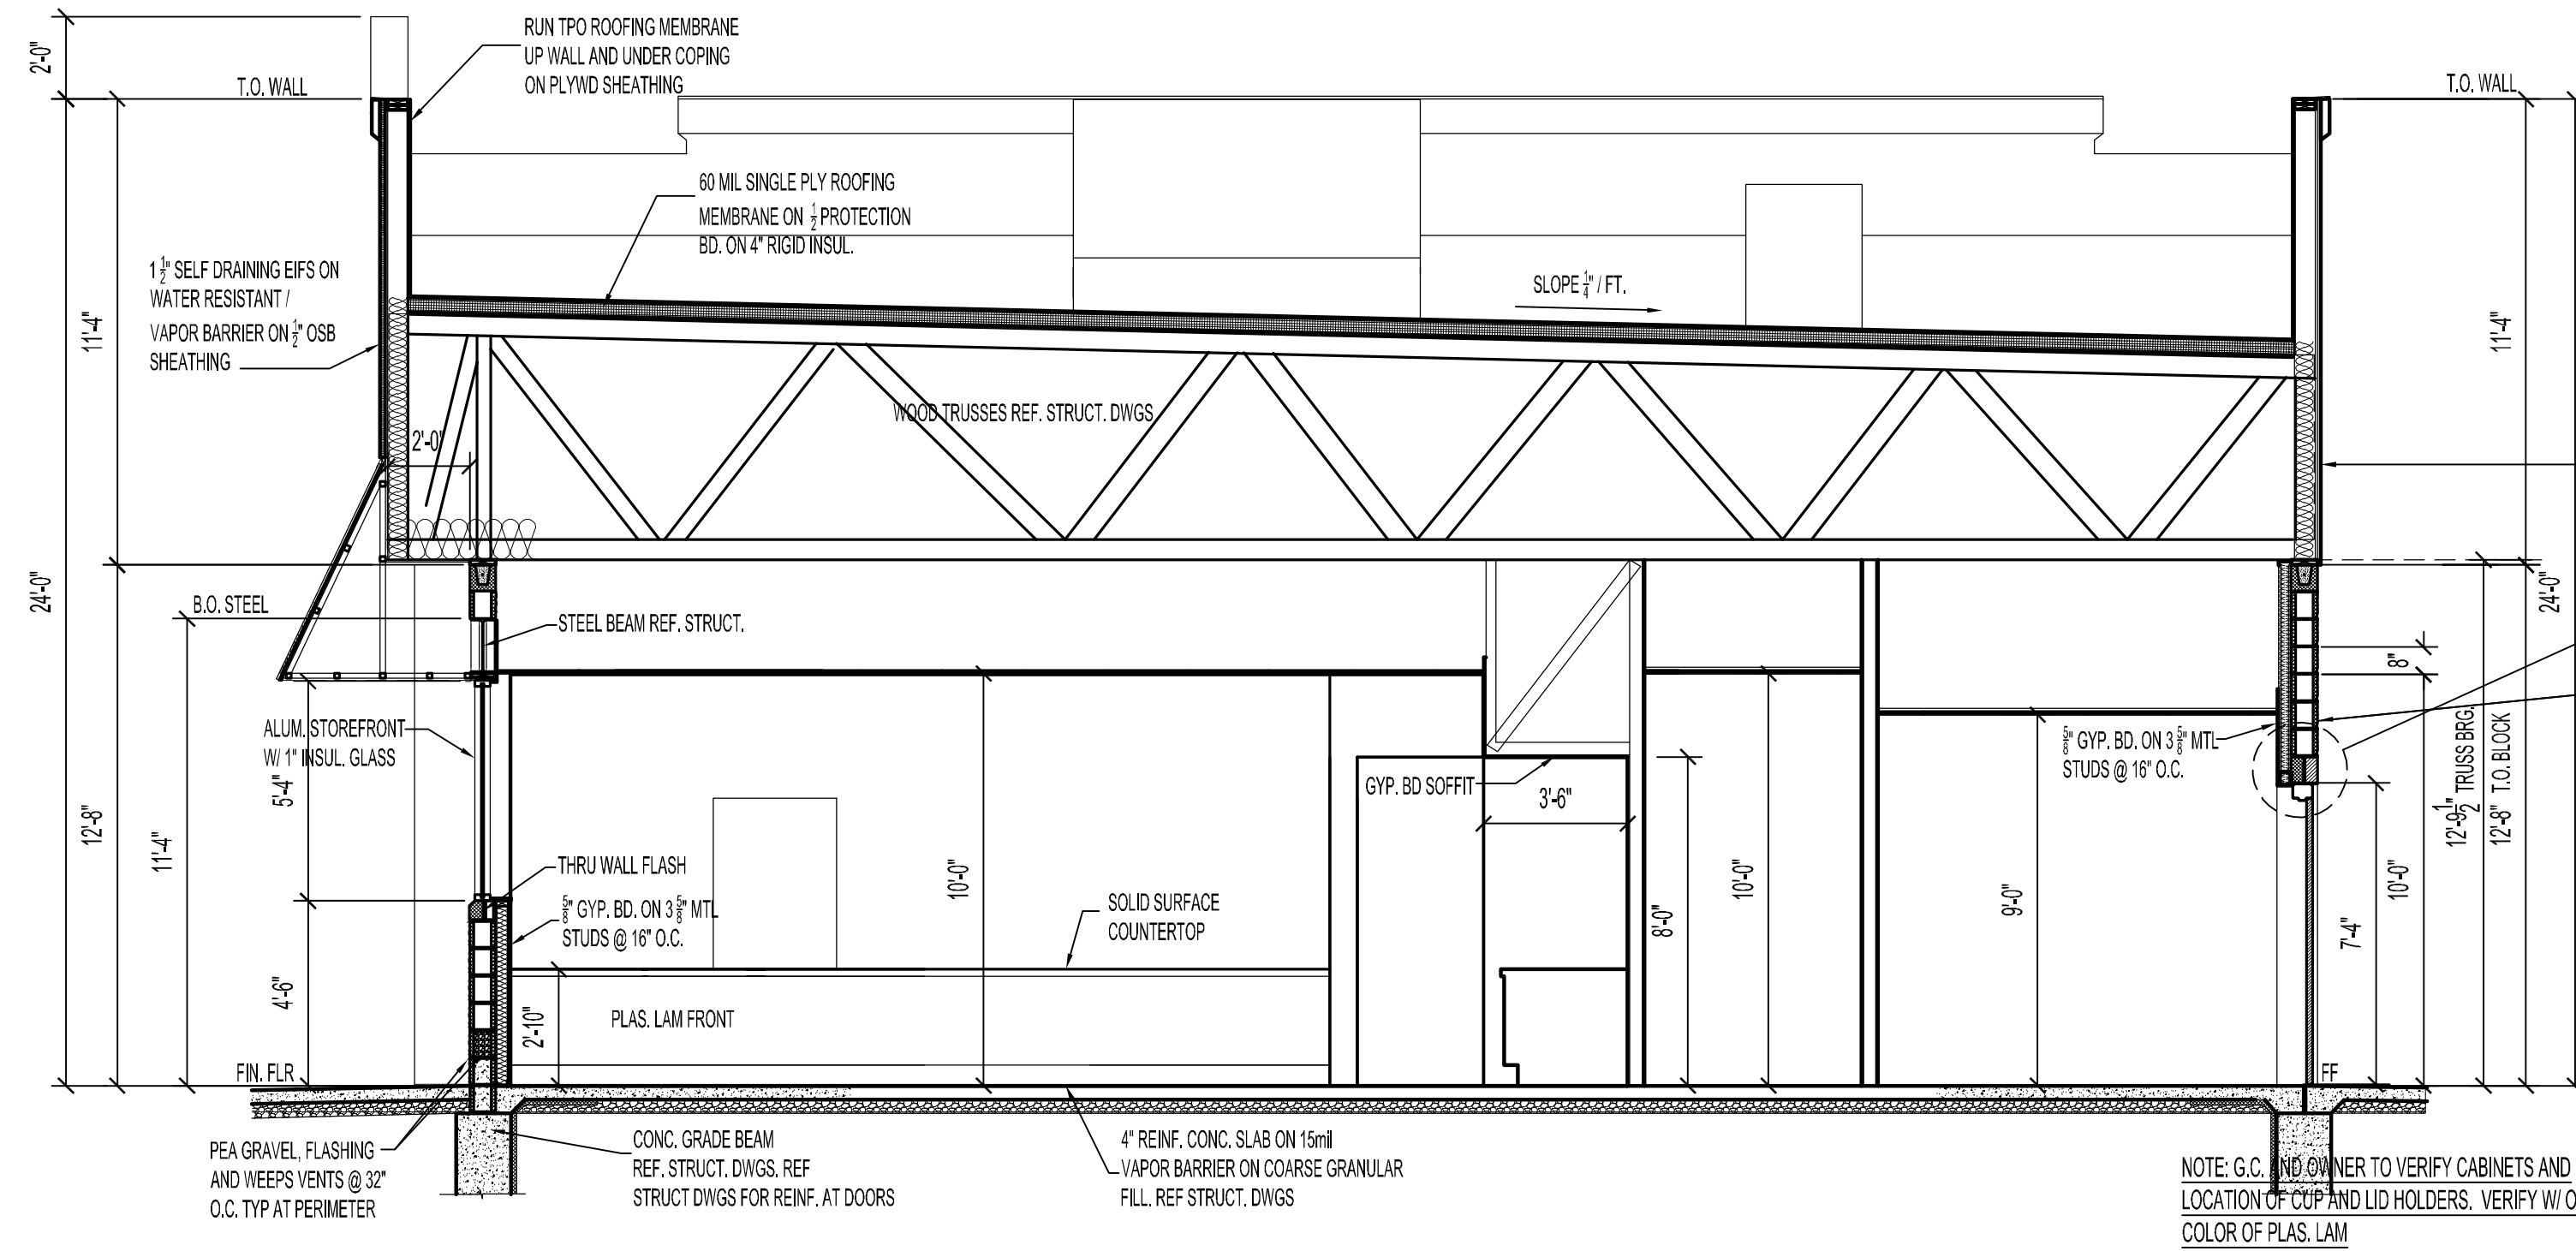 RUN TPO ROOFING MEMBRANE
UP WALL AND UNDER COPING
ON PLYWD SHEATHING
2'-0"
T.O. WALL
T.O. WALL
60 MIL SINGLE PLY ROOFING
MEMBRANE ON 1/2 PROTECTION
BD. ON 4" RIGID INSUL.
SLOPE 1/4" / FT.
1 1/2" SELF DRAINING EIFS ON
WATER RESISTANT /
VAPOR BARRIER ON 1/2" OSB
SHEATHING
11'-4"
11'-4"
WOOD TRUSSES REF. STRUCT. DWGS
2'-0"
24'-0"
24'-0"
B.O. STEEL
STEEL BEAM REF. STRUCT.
8"
ALUM. STOREFRONT
W/ 1" INSUL. GLASS
5'-4"
5/8" GYP. BD. ON 3 5/8" MTL
STUDS @ 16" O.C.
GYP. BD SOFFIT
3'-6"
12'-8"
11'-4"
12'-9 1/2" TRUSS BRG.
12'-8" T.O. BLOCK
THRU WALL FLASH
5/8" GYP. BD. ON 3 5/8" MTL
STUDS @ 16" O.C.
10'-0"
SOLID SURFACE
COUNTERTOP
8'-0"
10'-0"
9'-0"
7'-4"
10'-0"
4'-6"
2'-10"
PLAS. LAM FRONT
FIN. FLR
FF
PEA GRAVEL, FLASHING
AND WEEPS VENTS @ 32"
O.C. TYP AT PERIMETER
CONC. GRADE BEAM
REF. STRUCT. DWGS. REF
STRUCT DWGS FOR REINF. AT DOORS
4" REINF. CONC. SLAB ON 15mil
VAPOR BARRIER ON COARSE GRANULAR
FILL. REF STRUCT. DWGS
NOTE: G.C. AND OWNER TO VERIFY CABINETS AND
LOCATION OF CUP AND LID HOLDERS. VERIFY W/ O
COLOR OF PLAS. LAM